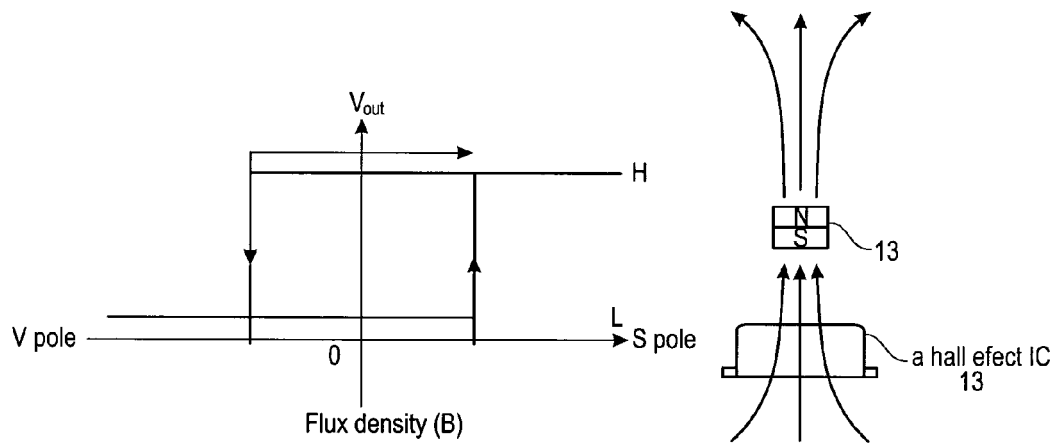 Vout
H
L
V pole
0
S pole
Flux density (B)
N
S
13
a hall efect IC
13